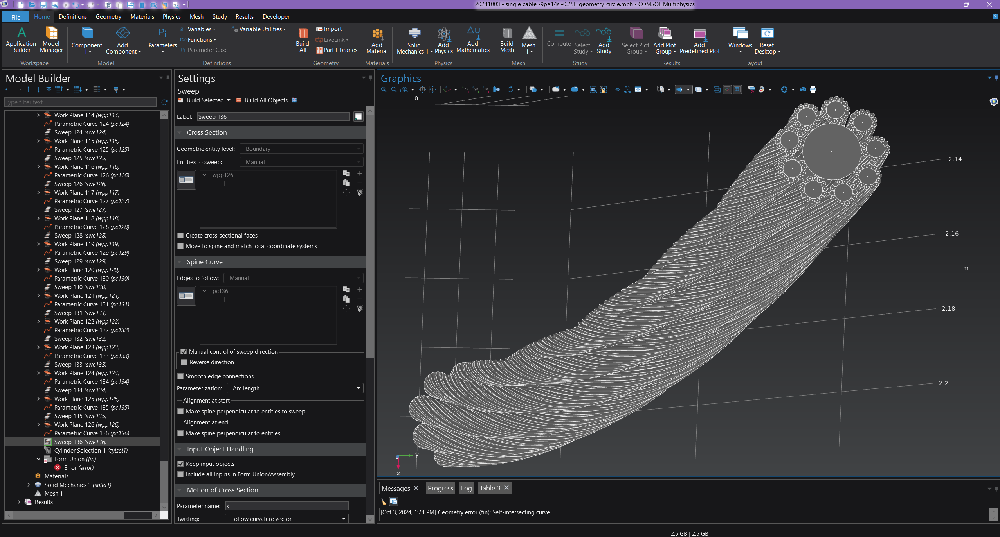 20241003 - single cable -9pX14s -0.25L_geometry_circle.mph - COMSOL Multiphysics
File Home Definitions Geometry Materials Physics Mesh Study Results Developer
Application Builder
Model Manager
Workspace
Component 1
Add Component
Model
Parameters
a= Variables
f(x) Functions
Pi Parameter Case
Variable Utilities
Definitions
Build All
Import
LiveLink
Part Libraries
Geometry
Add Material
Materials
Solid Mechanics 1
Add Physics
Add Mathematics
Physics
Build Mesh
Mesh 1
Mesh
Compute
Select Study
Add Study
Study
Select Plot Group
Add Plot Group
Add Predefined Plot
Results
Windows
Reset Desktop
Layout
Model Builder
Type filter text
Work Plane 114 (wpp114)
Parametric Curve 124 (pc124)
Sweep 124 (swe124)
Work Plane 115 (wpp115)
Parametric Curve 125 (pc125)
Sweep 125 (swe125)
Work Plane 116 (wpp116)
Parametric Curve 126 (pc126)
Sweep 126 (swe126)
Work Plane 117 (wpp117)
Parametric Curve 127 (pc127)
Sweep 127 (swe127)
Work Plane 118 (wpp118)
Parametric Curve 128 (pc128)
Sweep 128 (swe128)
Work Plane 119 (wpp119)
Parametric Curve 129 (pc129)
Sweep 129 (swe129)
Work Plane 120 (wpp120)
Parametric Curve 130 (pc130)
Sweep 130 (swe130)
Work Plane 121 (wpp121)
Parametric Curve 131 (pc131)
Sweep 131 (swe131)
Work Plane 122 (wpp122)
Parametric Curve 132 (pc132)
Sweep 132 (swe132)
Work Plane 123 (wpp123)
Parametric Curve 133 (pc133)
Sweep 133 (swe133)
Work Plane 124 (wpp124)
Parametric Curve 134 (pc134)
Sweep 134 (swe134)
Work Plane 125 (wpp125)
Parametric Curve 135 (pc135)
Sweep 135 (swe135)
Work Plane 126 (wpp126)
Parametric Curve 136 (pc136)
Sweep 136 (swe136)
Cylinder Selection 1 (cylsel1)
Form Union (fin)
Error (error)
Materials
Solid Mechanics 1 (solid1)
Mesh 1
Results
Settings
Sweep
Build Selected Build All Objects
Label: Sweep 136
Cross Section
Geometric entity level: Boundary
Entities to sweep: Manual
wpp126
1
Create cross-sectional faces
Move to spine and match local coordinate systems
Spine Curve
Edges to follow: Manual
pc136
1
Manual control of sweep direction
Reverse direction
Smooth edge connections
Parameterization: Arc length
Alignment at start
Make spine perpendicular to entities to sweep
Alignment at end
Make spine perpendicular to entities
Input Object Handling
Keep input objects
Include all inputs in Form Union/Assembly
Motion of Cross Section
Parameter name: s
Twisting: Follow curvature vector
Graphics
0
2.14
2.16
m
2.18
2.2
z y
x
Messages Progress Log Table 3
[Oct 3, 2024, 1:24 PM] Geometry error (fin): Self-intersecting curve
2.5 GB | 2.5 GB